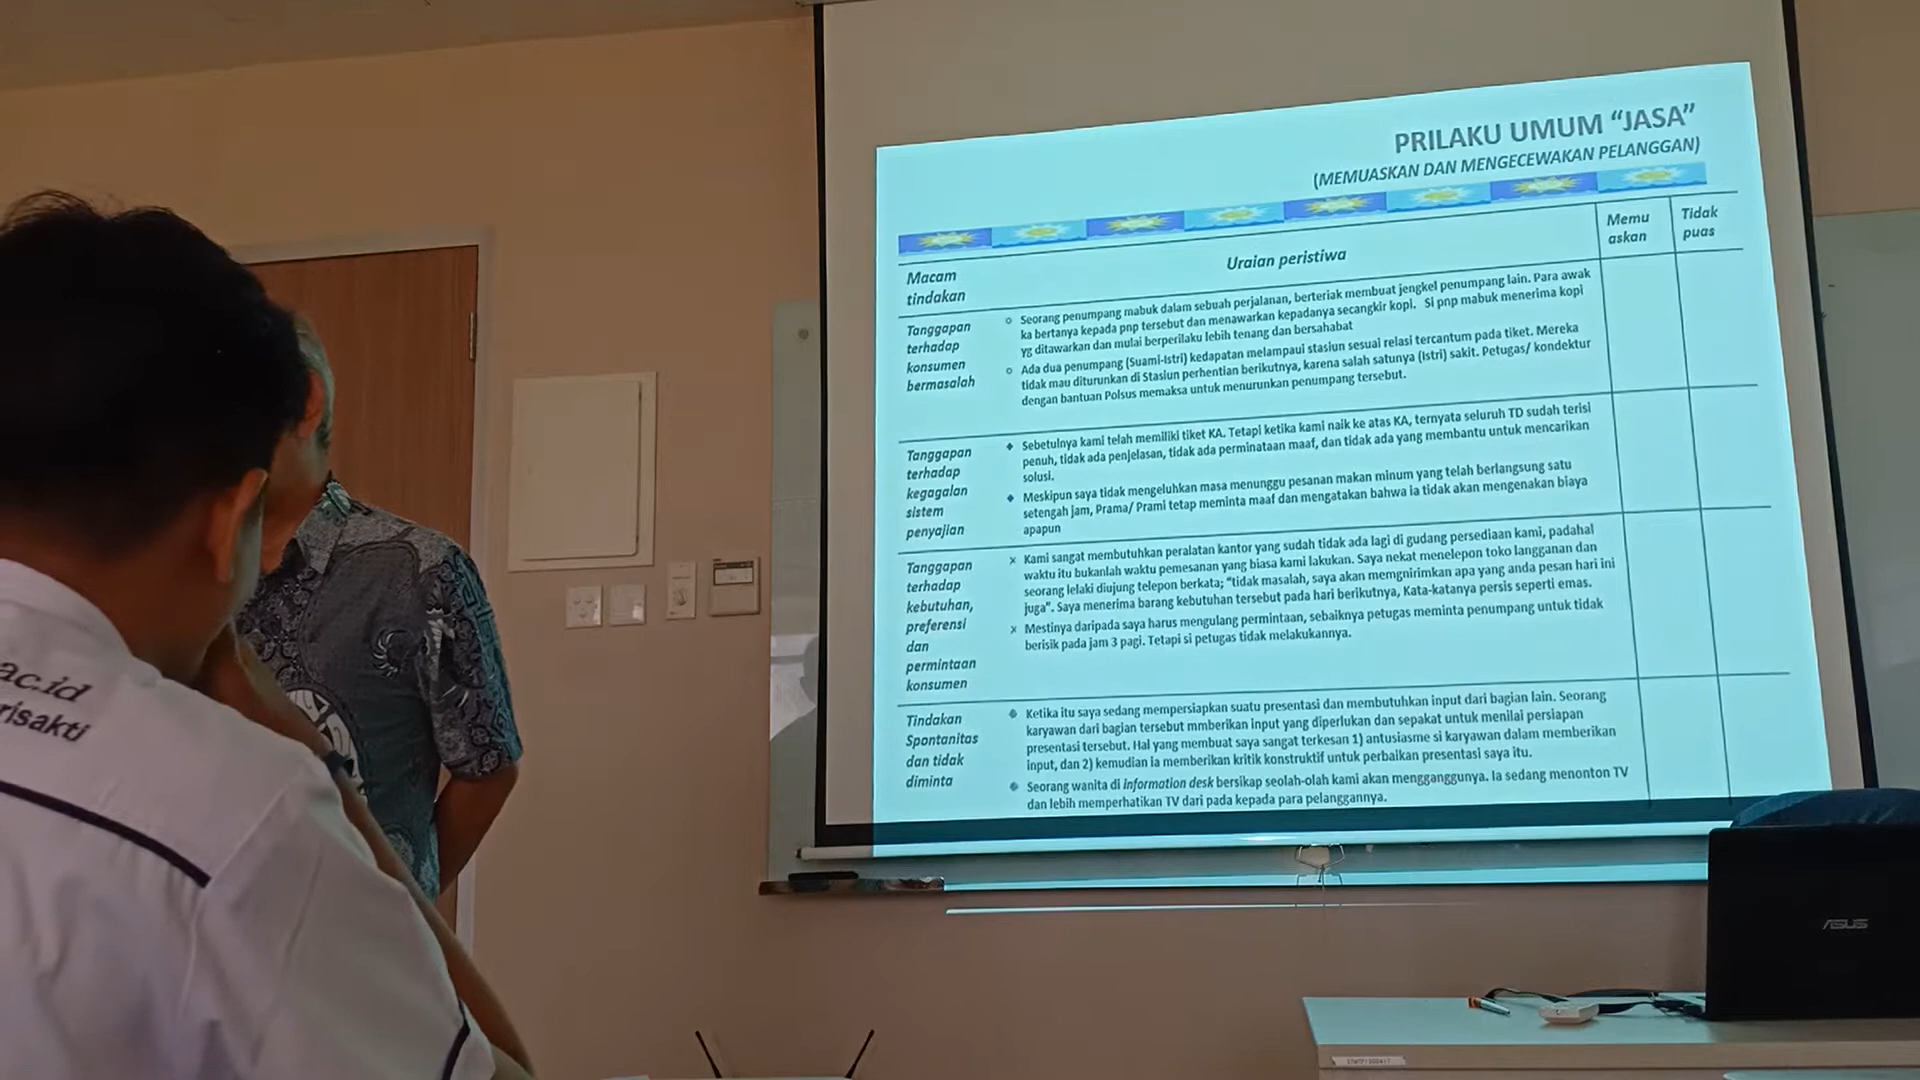 PRILAKU UMUM “JASA”
(MEMUASKAN DAN MENGECEWAKAN PELANGGAN)
Macam
tindakan
Uraian peristiwa
Memu
askan
Tidak
puas
Tanggapan
terhadap
konsumen
bermasalah
Seorang penumpang mabuk dalam sebuah perjalanan, berteriak membuat jengkel penumpang lain. Para awak
ka bertanya kepada pnp tersebut dan menawarkan kepadanya secangkir kopi. Si pnp mabuk menerima kopi
yg ditawarkan dan mulai berperilaku lebih tenang dan bersahabat
Ada dua penumpang (Suami-Istri) kedapatan melampaui stasiun sesuai relasi tercantum pada tiket. Mereka
tidak mau diturunkan di Stasiun perhentian berikutnya, karena salah satunya (Istri) sakit. Petugas/ kondektur
dengan bantuan Polsus memaksa untuk menurunkan penumpang tersebut.
Tanggapan
terhadap
kegagalan
sistem
penyajian
Sebetulnya kami telah memiliki tiket KA. Tetapi ketika kami naik ke atas KA, ternyata seluruh TD sudah terisi
penuh, tidak ada penjelasan, tidak ada perminataan maaf, dan tidak ada yang membantu untuk mencarikan
solusi.
Meskipun saya tidak mengeluhkan masa menunggu pesanan makan minum yang telah berlangsung satu
setengah jam, Prama/ Prami tetap meminta maaf dan mengatakan bahwa ia tidak akan mengenakan biaya
apapun
Tanggapan
terhadap
kebutuhan,
preferensi
dan
permintaan
konsumen
Kami sangat membutuhkan peralatan kantor yang sudah tidak ada lagi di gudang persediaan kami, padahal
waktu itu bukanlah waktu pemesanan yang biasa kami lakukan. Saya nekat menelepon toko langganan dan
seorang lelaki diujung telepon berkata; “tidak masalah, saya akan memgnirimkan apa yang anda pesan hari ini
juga”. Saya menerima barang kebutuhan tersebut pada hari berikutnya, Kata-katanya persis seperti emas.
Mestinya daripada saya harus mengulang permintaan, sebaiknya petugas meminta penumpang untuk tidak
berisik pada jam 3 pagi. Tetapi si petugas tidak melakukannya.
Tindakan
Spontanitas
dan tidak
diminta
Ketika itu saya sedang mempersiapkan suatu presentasi dan membutuhkan input dari bagian lain. Seorang
karyawan dari bagian tersebut mmberikan input yang diperlukan dan sepakat untuk menilai persiapan
presentasi tersebut. Hal yang membuat saya sangat terkesan 1) antusiasme si karyawan dalam memberikan
input, dan 2) kemudian ia memberikan kritik konstruktif untuk perbaikan presentasi saya itu.
Seorang wanita di information desk bersikap seolah-olah kami akan mengganggunya. Ia sedang menonton TV
dan lebih memperhatikan TV dari pada kepada para pelanggannya.
ac.id
risakti
ASUS